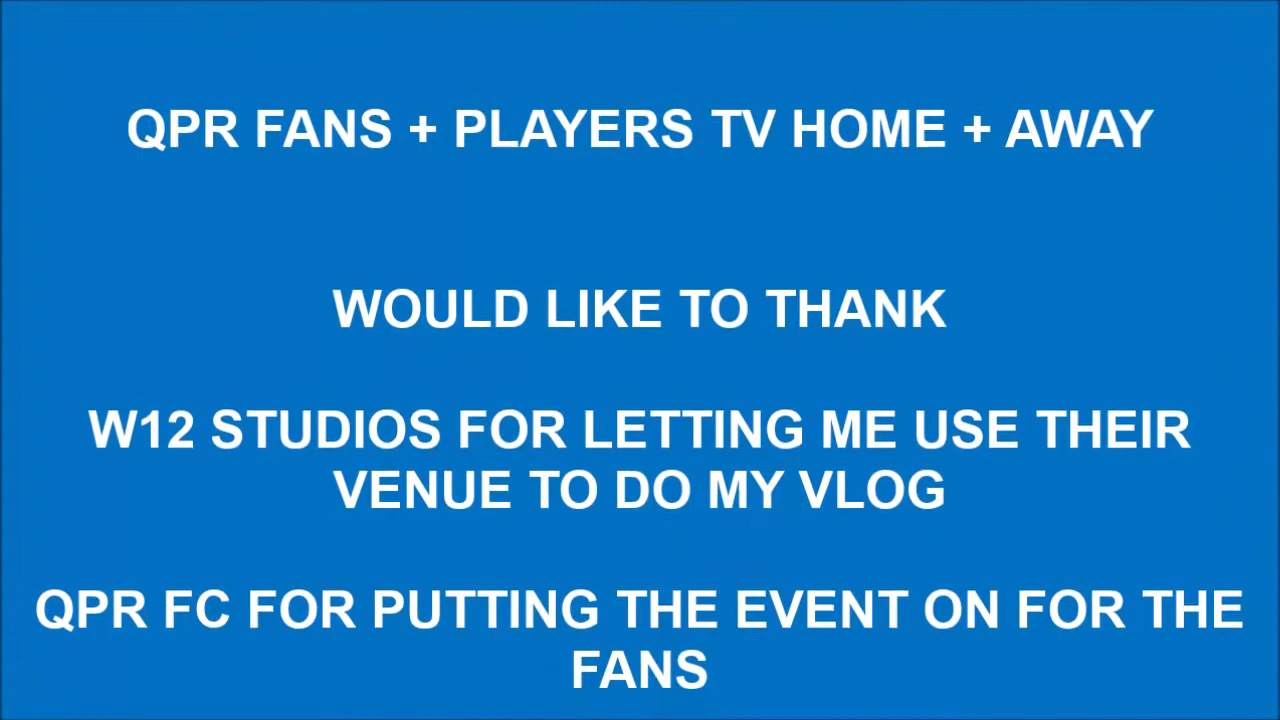 QPR FANS + PLAYERS TV HOME + AWAY
WOULD LIKE TO THANK
W12 STUDIOS FOR LETTING ME USE THEIR
VENUE TO DO MY VLOG
QPR FC FOR PUTTING THE EVENT ON FOR THE
FANS